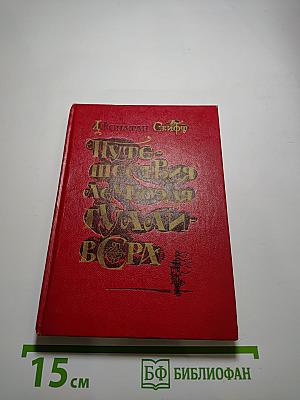 Джонатан Свифт
Путе-
шествия
Лемюэля
Гулли-
вера
15 см
БФ БИБЛИОФАН